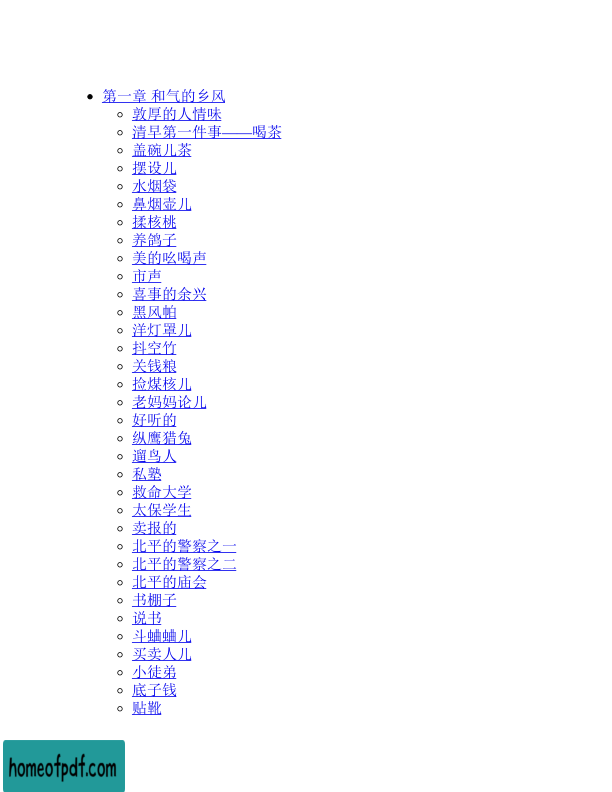 第一章 和气的乡风
敦厚的人情味
清早第一件事——喝茶
盖碗儿茶
摆设儿
水烟袋
鼻烟壶儿
揉核桃
养鸽子
美的吆喝声
市声
喜事的余兴
黑风帕
洋灯罩儿
抖空竹
关钱粮
捡煤核儿
老妈妈论儿
好听的
纵鹰猎兔
遛鸟人
私塾
救命大学
太保学生
卖报的
北平的警察之一
北平的警察之二
北平的庙会
书棚子
说书
斗蛐蛐儿
买卖人儿
小徒弟
底子钱
贴靴
homeofpdf.com